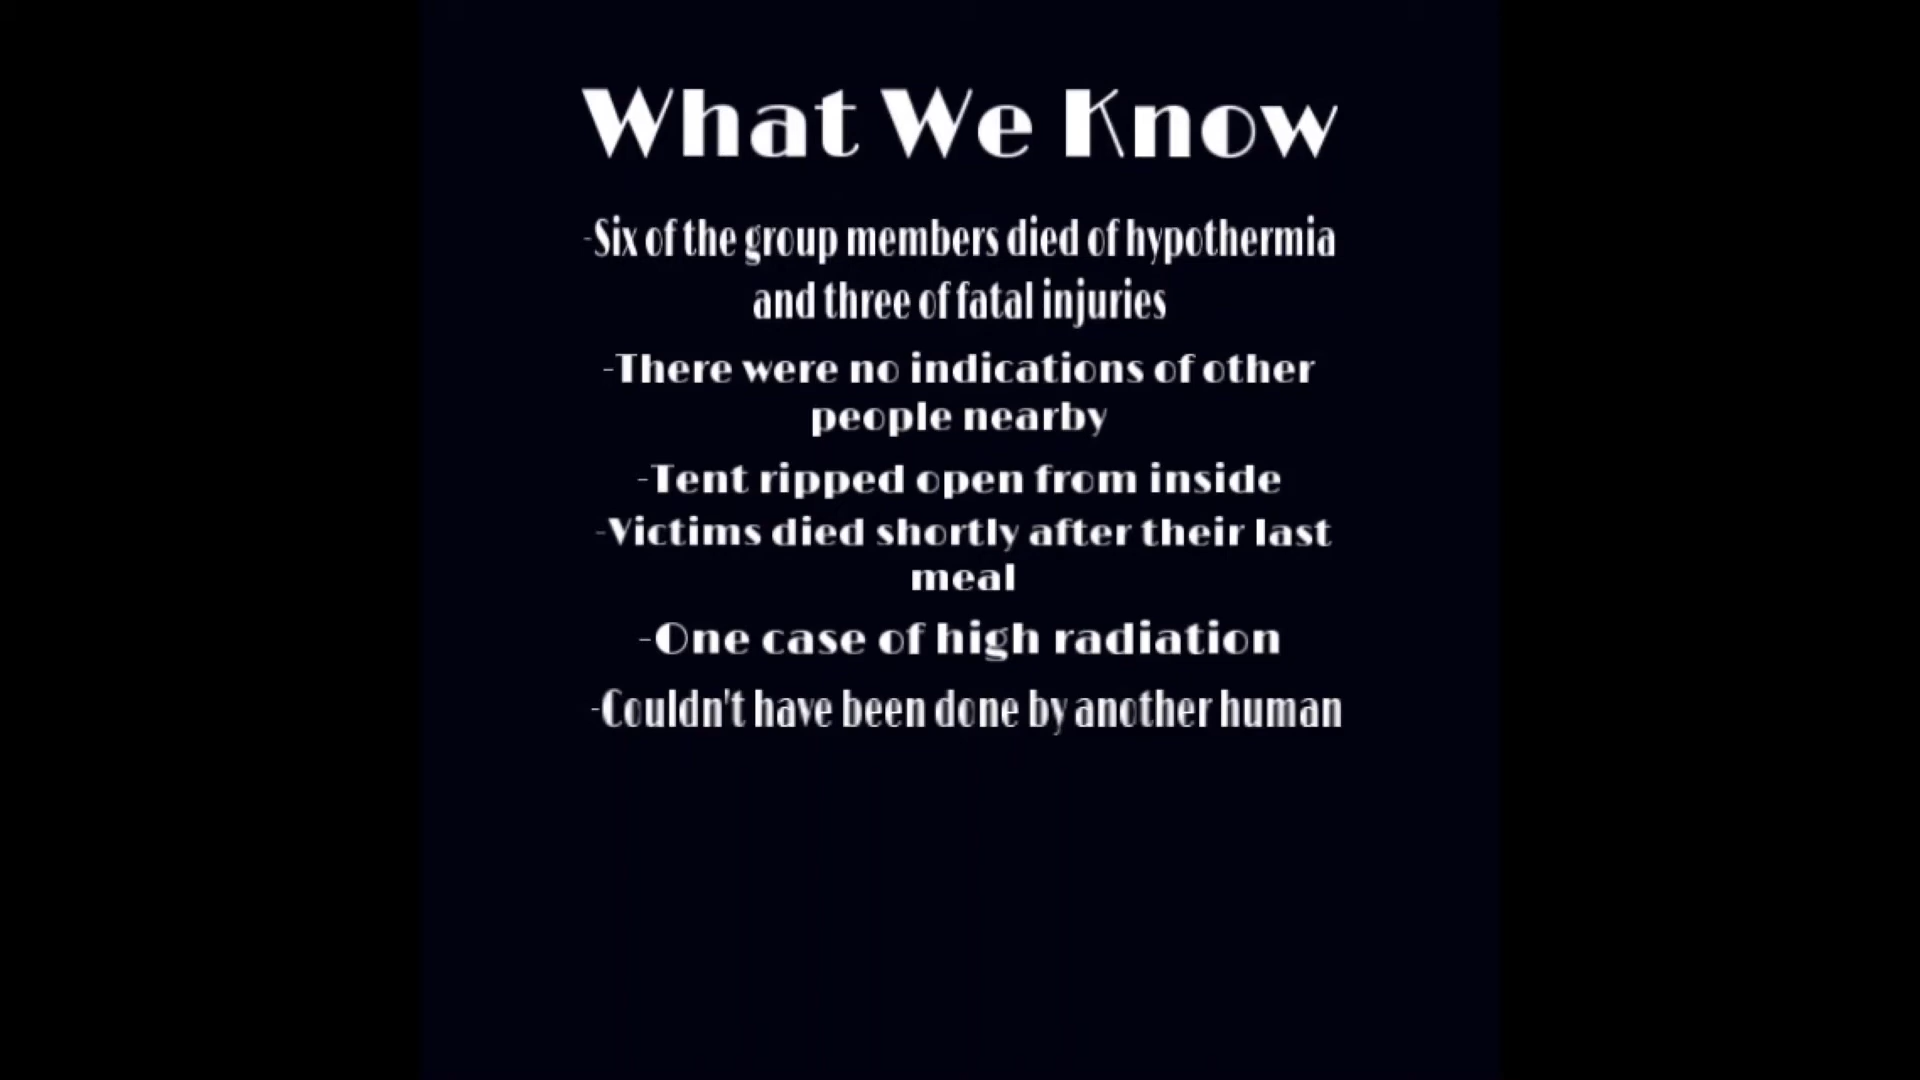 What We Know
-Six of the group members died of hypothermia
and three of fatal injuries
-There were no indications of other
people nearby
-Tent ripped open from inside
-Victims died shortly after their last
meal
-One case of high radiation
-Couldn't have been done by another human